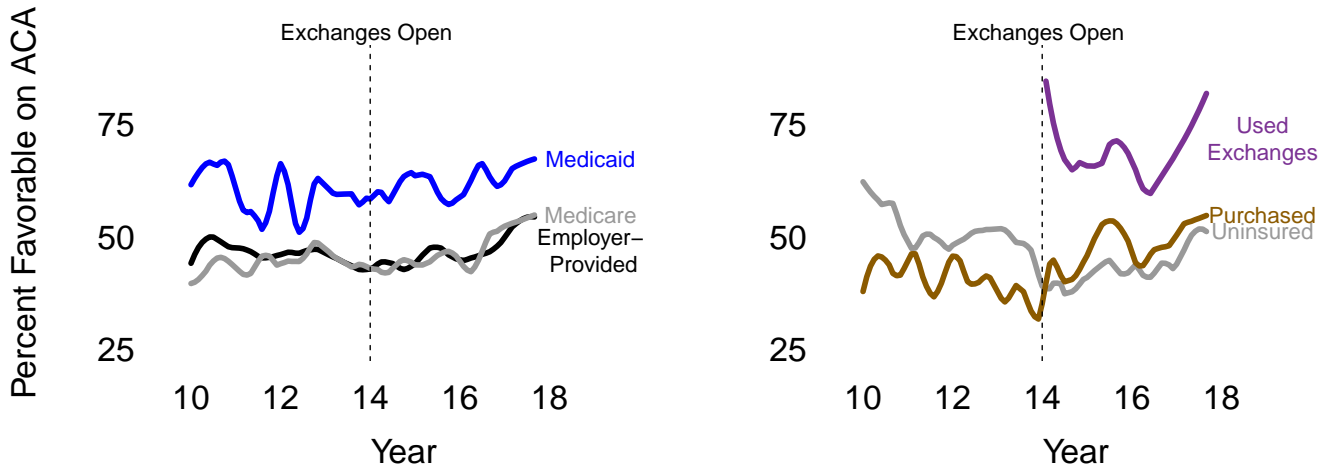 Percent Favorable on ACA
Exchanges Open
75
50
25
Medicaid
Medicare
Employer−
Provided
10 12 14 16 18
Year
Exchanges Open
75
50
25
Used
Exchanges
Purchased
Uninsured
10 12 14 16 18
Year